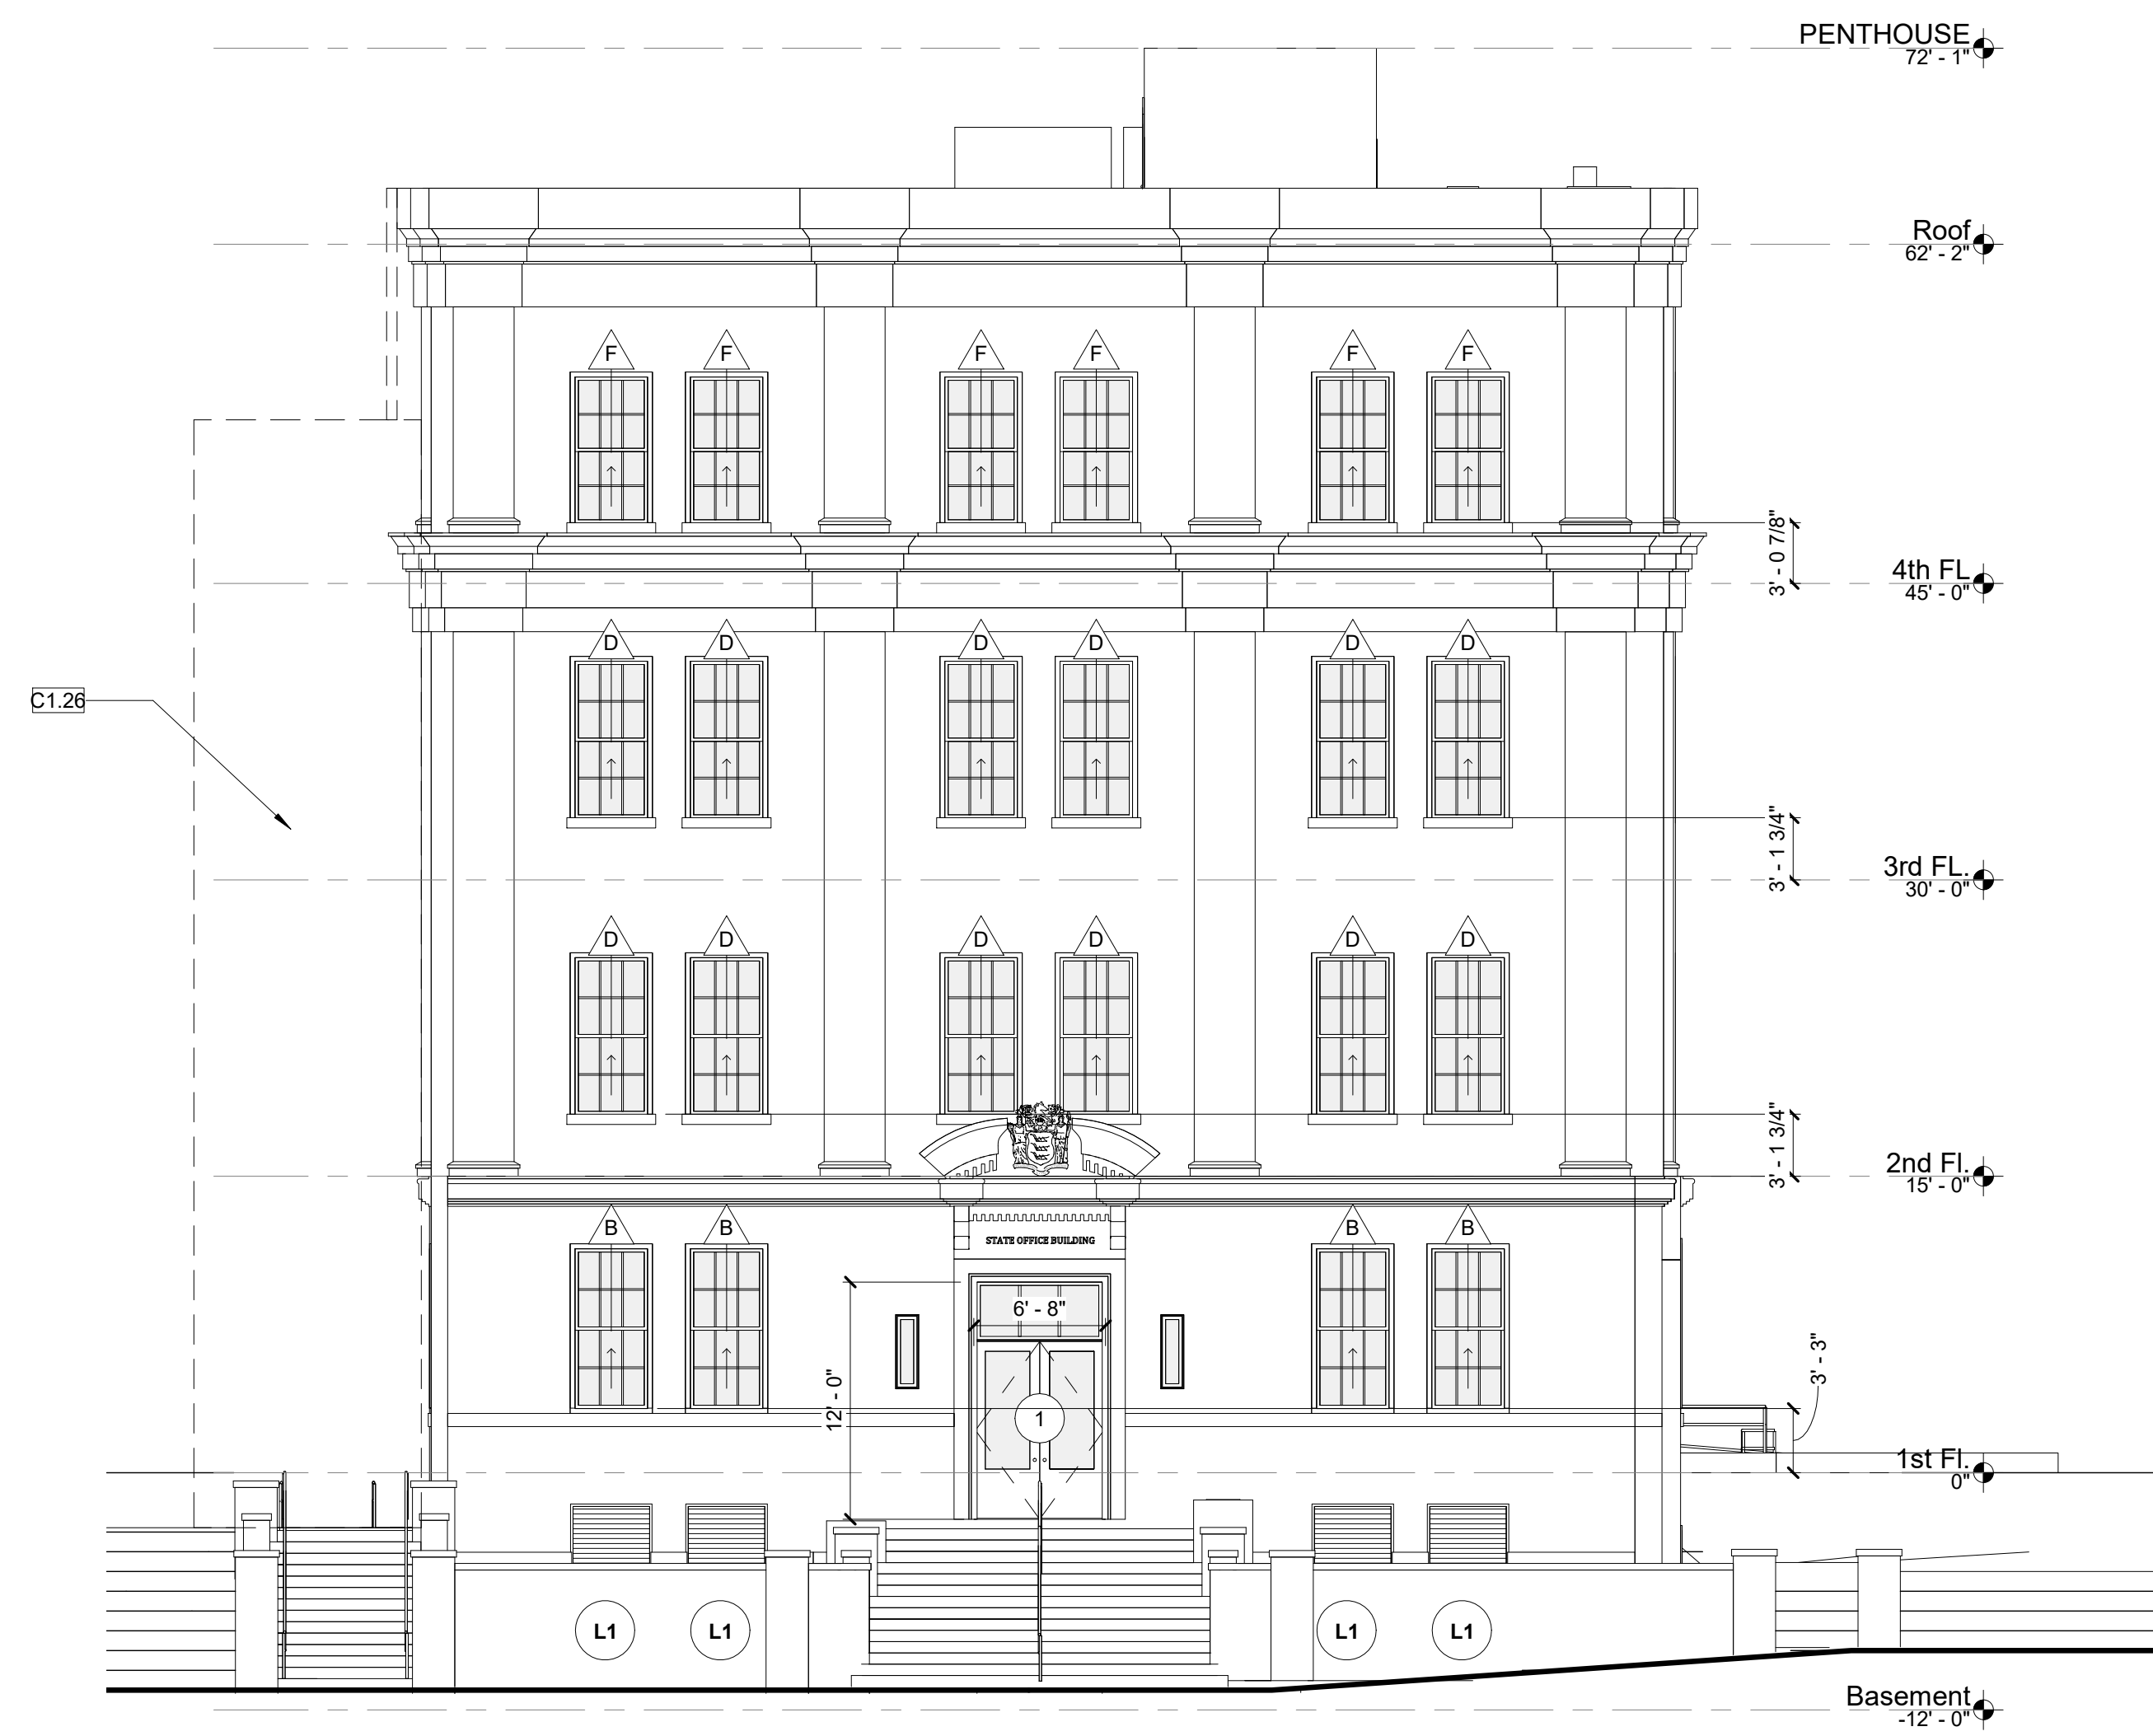 PENTHOUSE
72' - 1"
Roof
62' - 2"
F F F F F F
3' - 0 7/8"
4th FL
45' - 0"
D D D D D D
C1.26
3' - 1 3/4"
3rd FL.
30' - 0"
D D D D D D
3' - 1 3/4"
2nd Fl.
15' - 0"
B B B B
STATE OFFICE BUILDING
6' - 8"
12' - 0"
3' - 3"
1
1st Fl.
0"
L1 L1 L1 L1
Basement
-12' - 0"